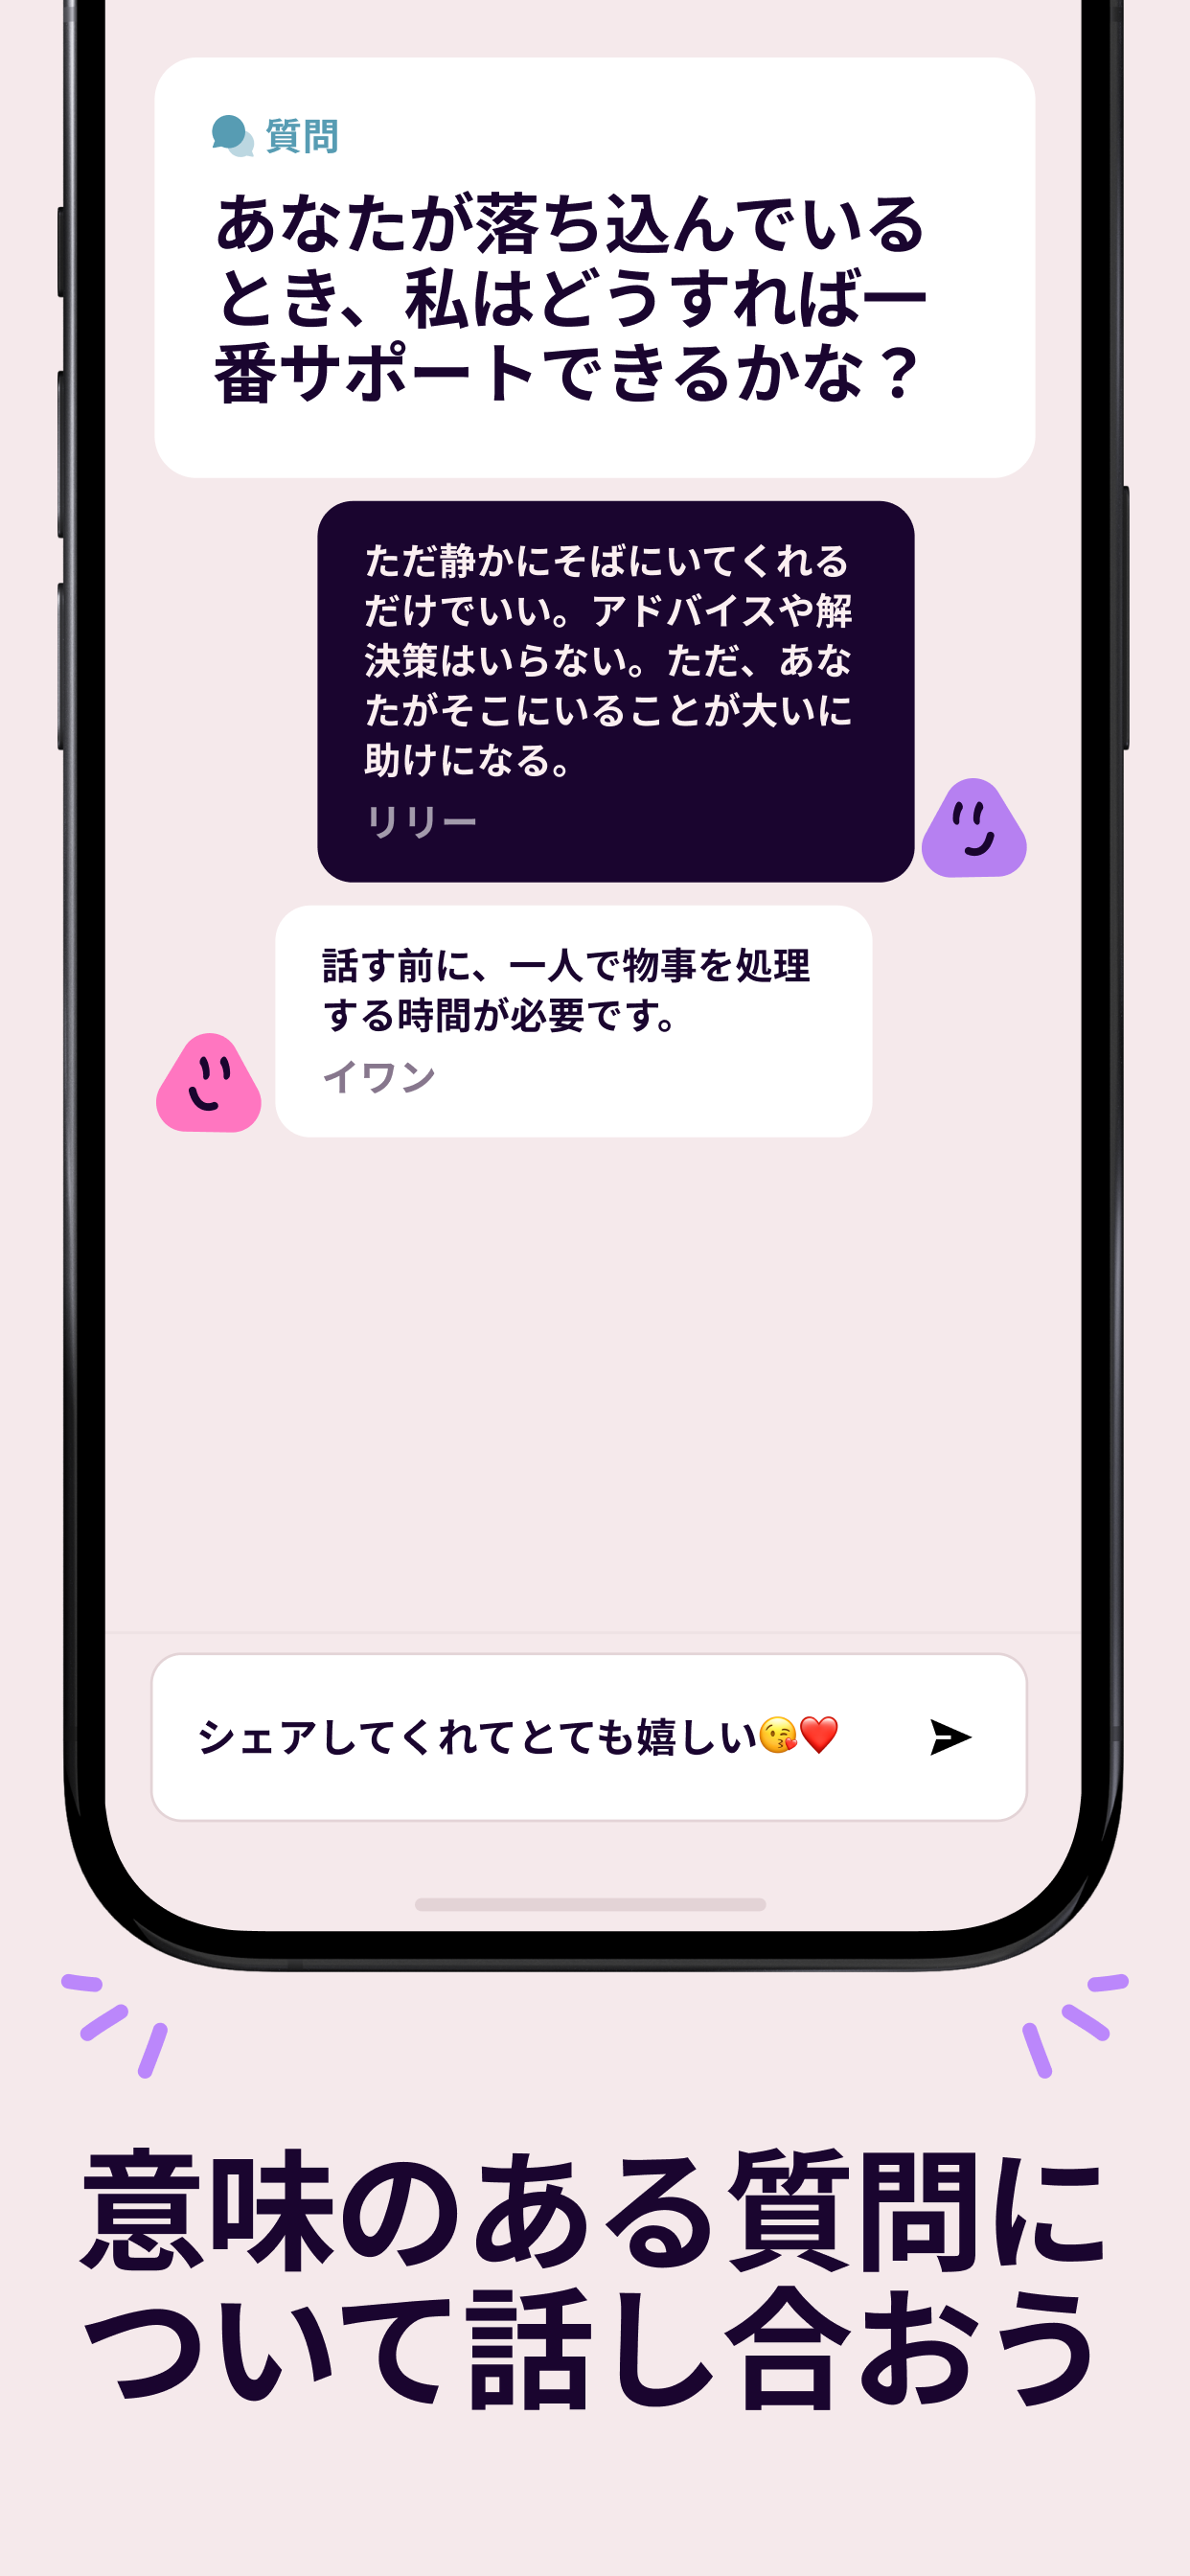 質問
あなたが落ち込んでいる
とき、私はどうすれば一
番サポートできるかな？
ただ静かにそばにいてくれる
だけでいい。アドバイスや解
決策はいらない。ただ、あな
たがそこにいることが大いに
助けになる。
リリー
話す前に、一人で物事を処理
する時間が必要です。
イワン
シェアしてくれてとても嬉しい😘❤️
意味のある質問に
ついて話し合おう